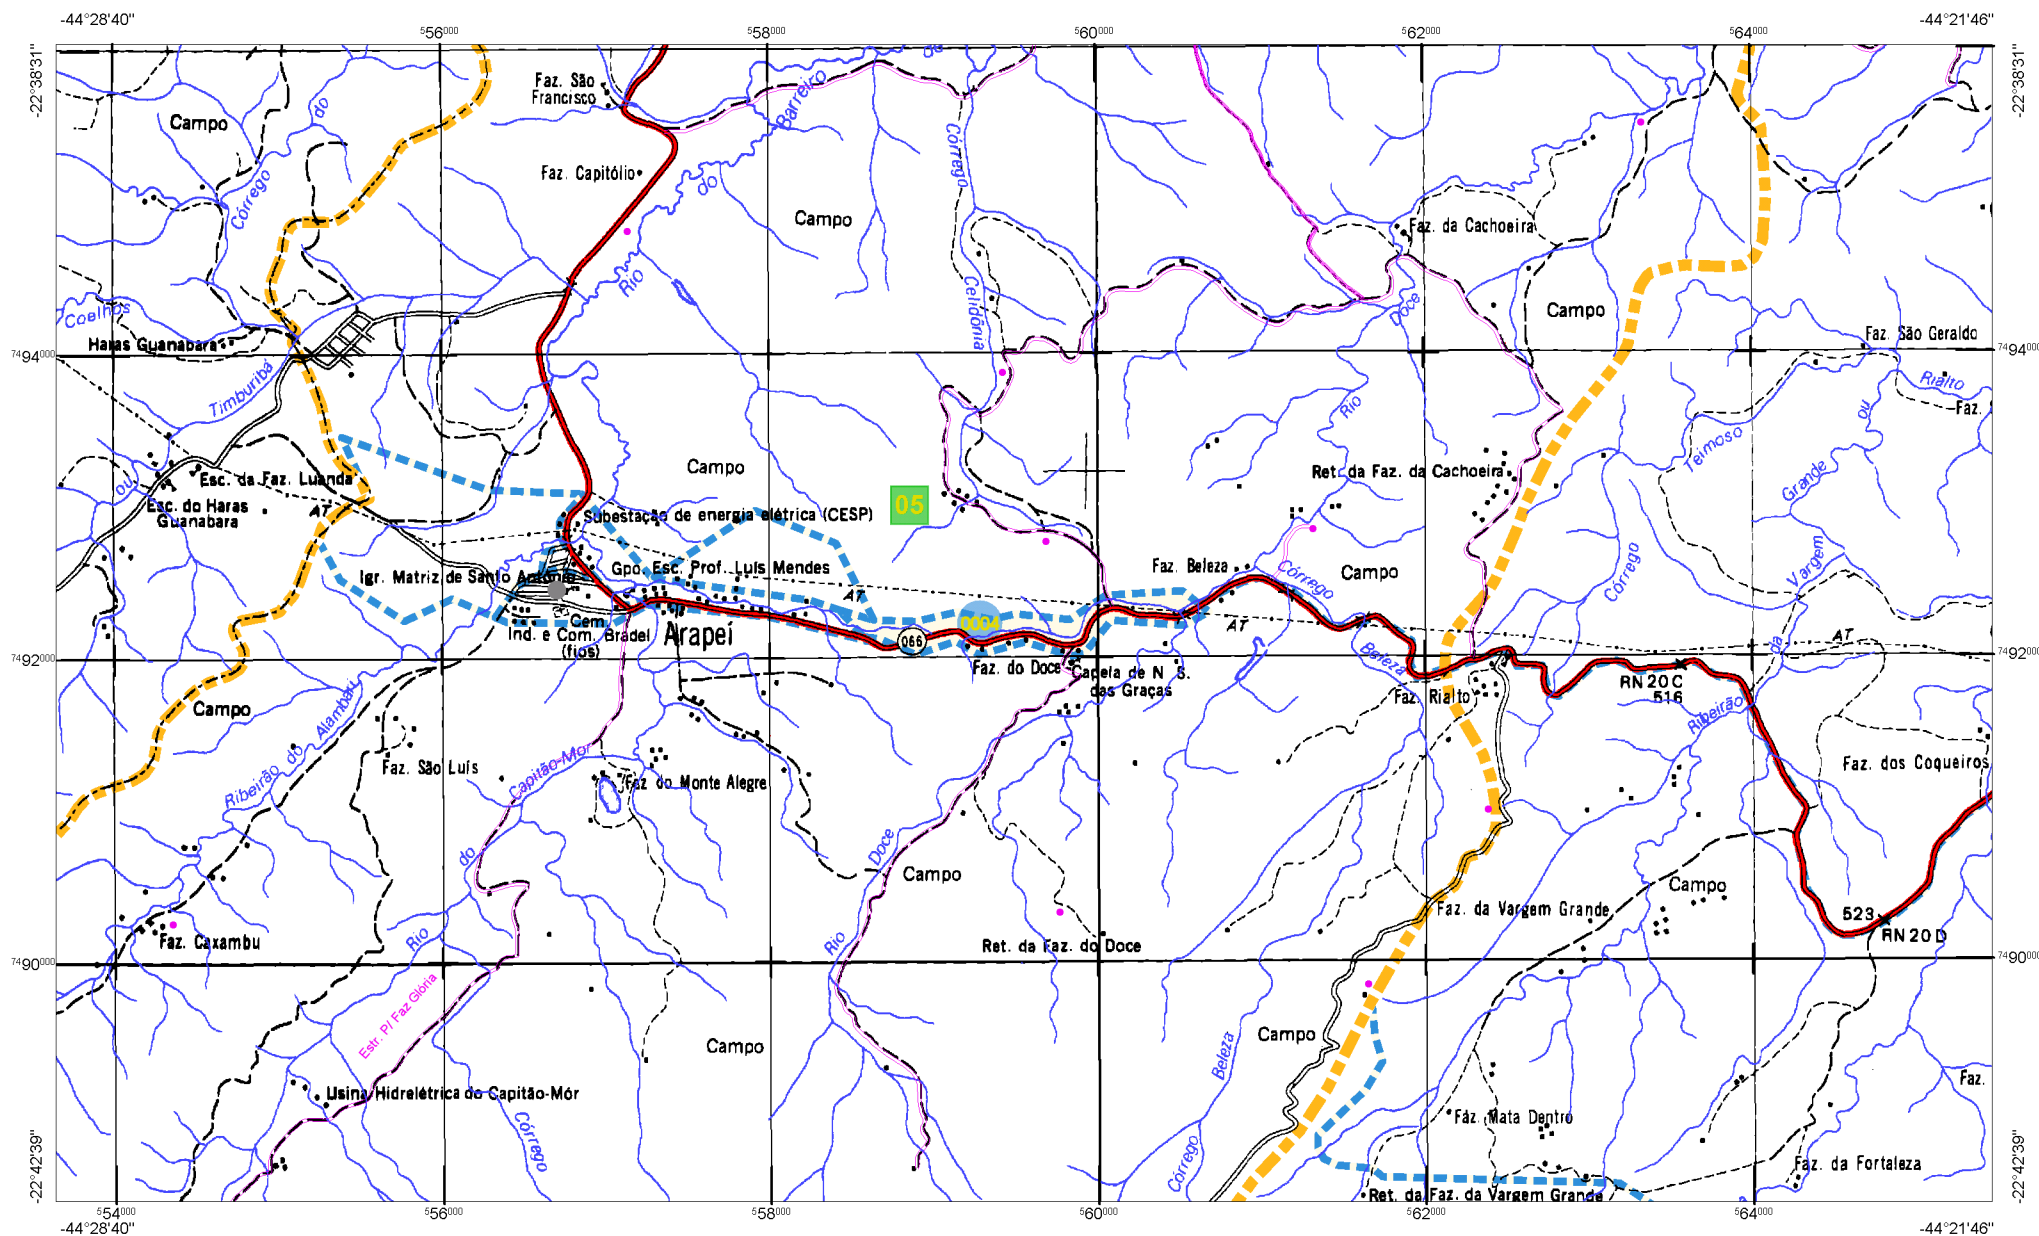 -44°28'40"
-44°21'46"
556000
558000
560000
562000
564000
-22°38'31"
-22°38'31"
do
Faz. São
Francisco
Barreiro
Campo
do
Córrego
Faz. Capitólio
do
Córrego
Campo
Faz. da Cachoeira
Rio
Celidônia
Coelhos
Doce
Campo
Haras Guanabara
Faz. São Geraldo
7494000
7494000
Timburibá
Rialto
Faz.
ou
Rio
Teimoso
Campo
Ret. da Faz. da Cachoeira
Grande
Esc. da Faz. Luanda
ou
Esc. do Haras
Guanabara
AT
05
Subestação de energia elétrica (CESP)
Vargem
Gpo. Esc. Prof. Luís Mendes
Faz. Beleza
Córrego
Campo
Córrego
Igr. Matriz de Santo Antonio
AT
0004
Cem
Ind. e Com. Bradel
(fios)
Arapeí
066
AT
AT
da
7492000
7492000
Faz. do Doce
Capela de N. S.
das Graças
Beleza
Faz. Rialto
RN 20 C
516
Ribeirão
Campo
Alambari
do
Ribeirão
Faz. São Luís
Capitão-Mor
Faz do Monte Alegre
Faz. dos Coqueiros
do
Doce
Campo
Campo
Faz. da Vargem Grande
523
RN 20 D
Faz. Caxambu
Rio
Rio
Ret. da Faz. do Doce
7490000
7490000
Estr. P/ Faz Glória
Campo
Campo
Beleza
Faz.
Usina Hidrelétrica do Capitão-Mór
Faz. Mata Dentro
Córrego
Córrego
Faz. da Fortaleza
Ret. da Faz. da Vargem Grande
-22°42'39"
-22°42'39"
554000
556000
558000
560000
562000
564000
-44°28'40"
-44°21'46"